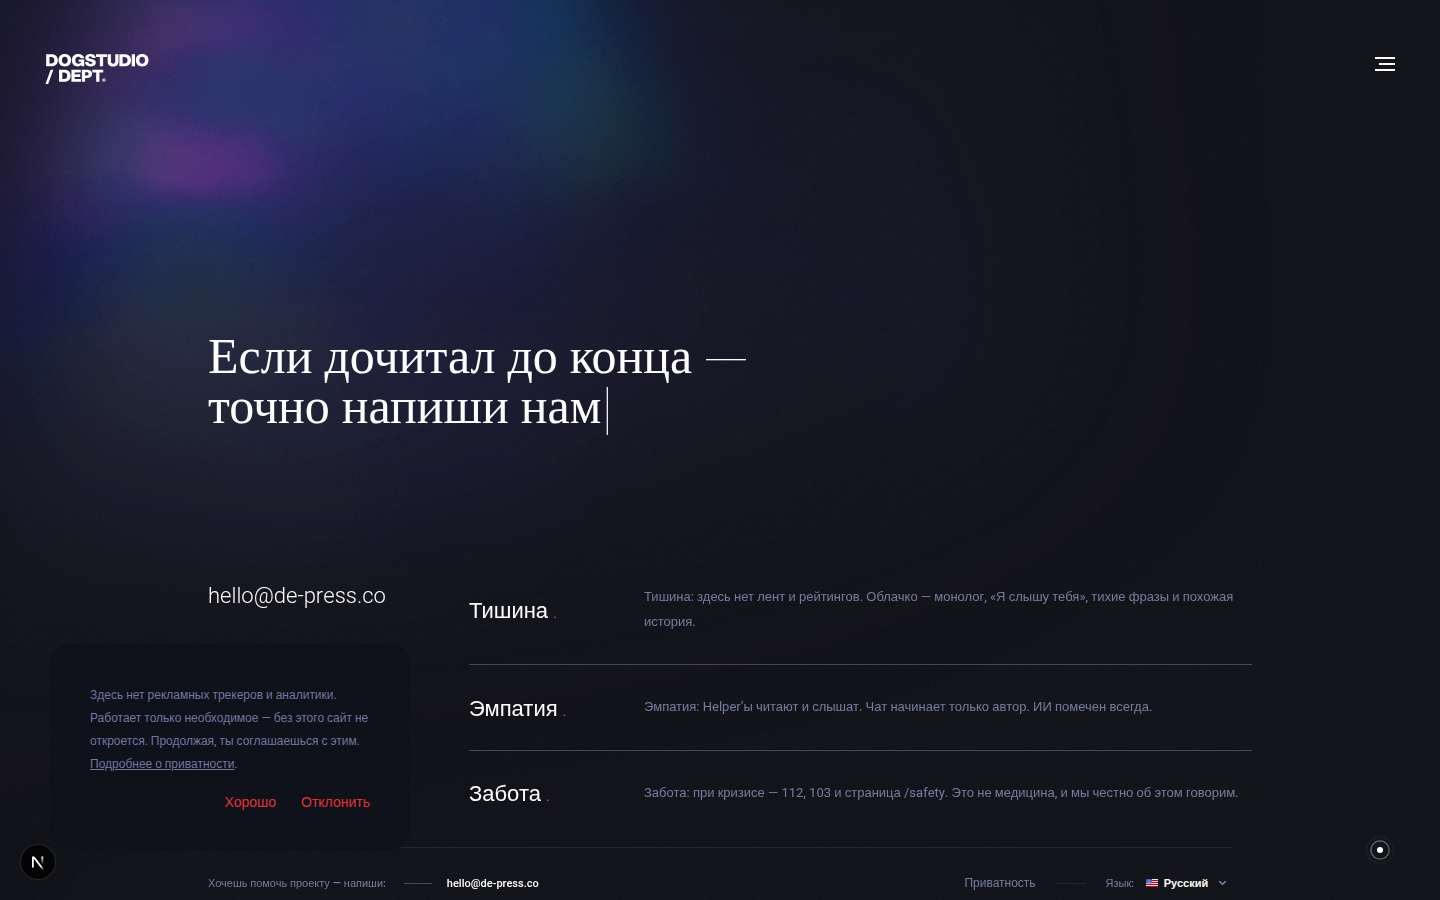 DOGSTUDIO
/ DEPT.
Если дочитал до конца —
точно напиши нам
hello@de-press.co
Тишина .
Тишина: здесь нет лент и рейтингов. Облачко — монолог, «Я слышу тебя», тихие фразы и похожая
история.
Эмпатия .
Эмпатия: Helper’ы читают и слышат. Чат начинает только автор. ИИ помечен всегда.
Забота .
Забота: при кризисе — 112, 103 и страница /safety. Это не медицина, и мы честно об этом говорим.
Здесь нет рекламных трекеров и аналитики.
Работает только необходимое — без этого сайт не
откроется. Продолжая, ты соглашаешься с этим.
Подробнее о приватности.
Хорошо Отклонить
N
Хочешь помочь проекту — напиши: hello@de-press.co
Приватность Язык: Русский